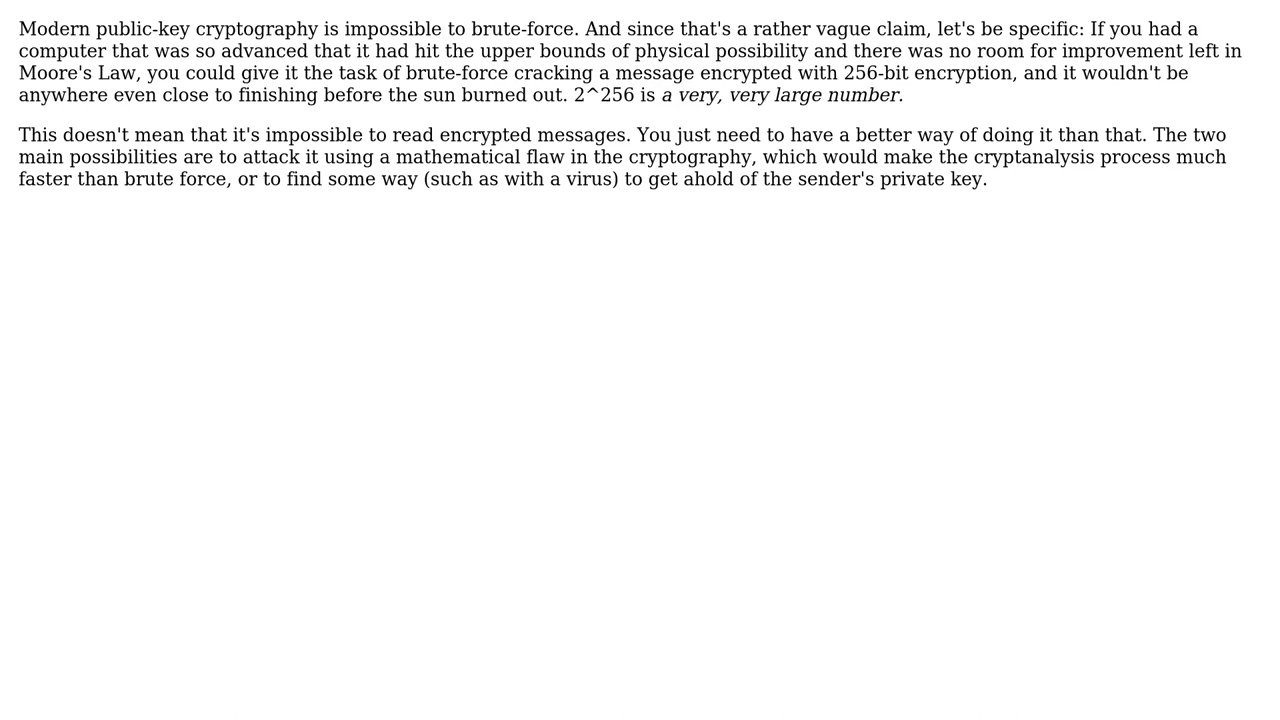 Modern public-key cryptography is impossible to brute-force. And since that's a rather vague claim, let's be specific: If you had a
computer that was so advanced that it had hit the upper bounds of physical possibility and there was no room for improvement left in
Moore's Law, you could give it the task of brute-force cracking a message encrypted with 256-bit encryption, and it wouldn't be
anywhere even close to finishing before the sun burned out. 2^256 is a very, very large number.
This doesn't mean that it's impossible to read encrypted messages. You just need to have a better way of doing it than that. The two
main possibilities are to attack it using a mathematical flaw in the cryptography, which would make the cryptanalysis process much
faster than brute force, or to find some way (such as with a virus) to get ahold of the sender's private key.